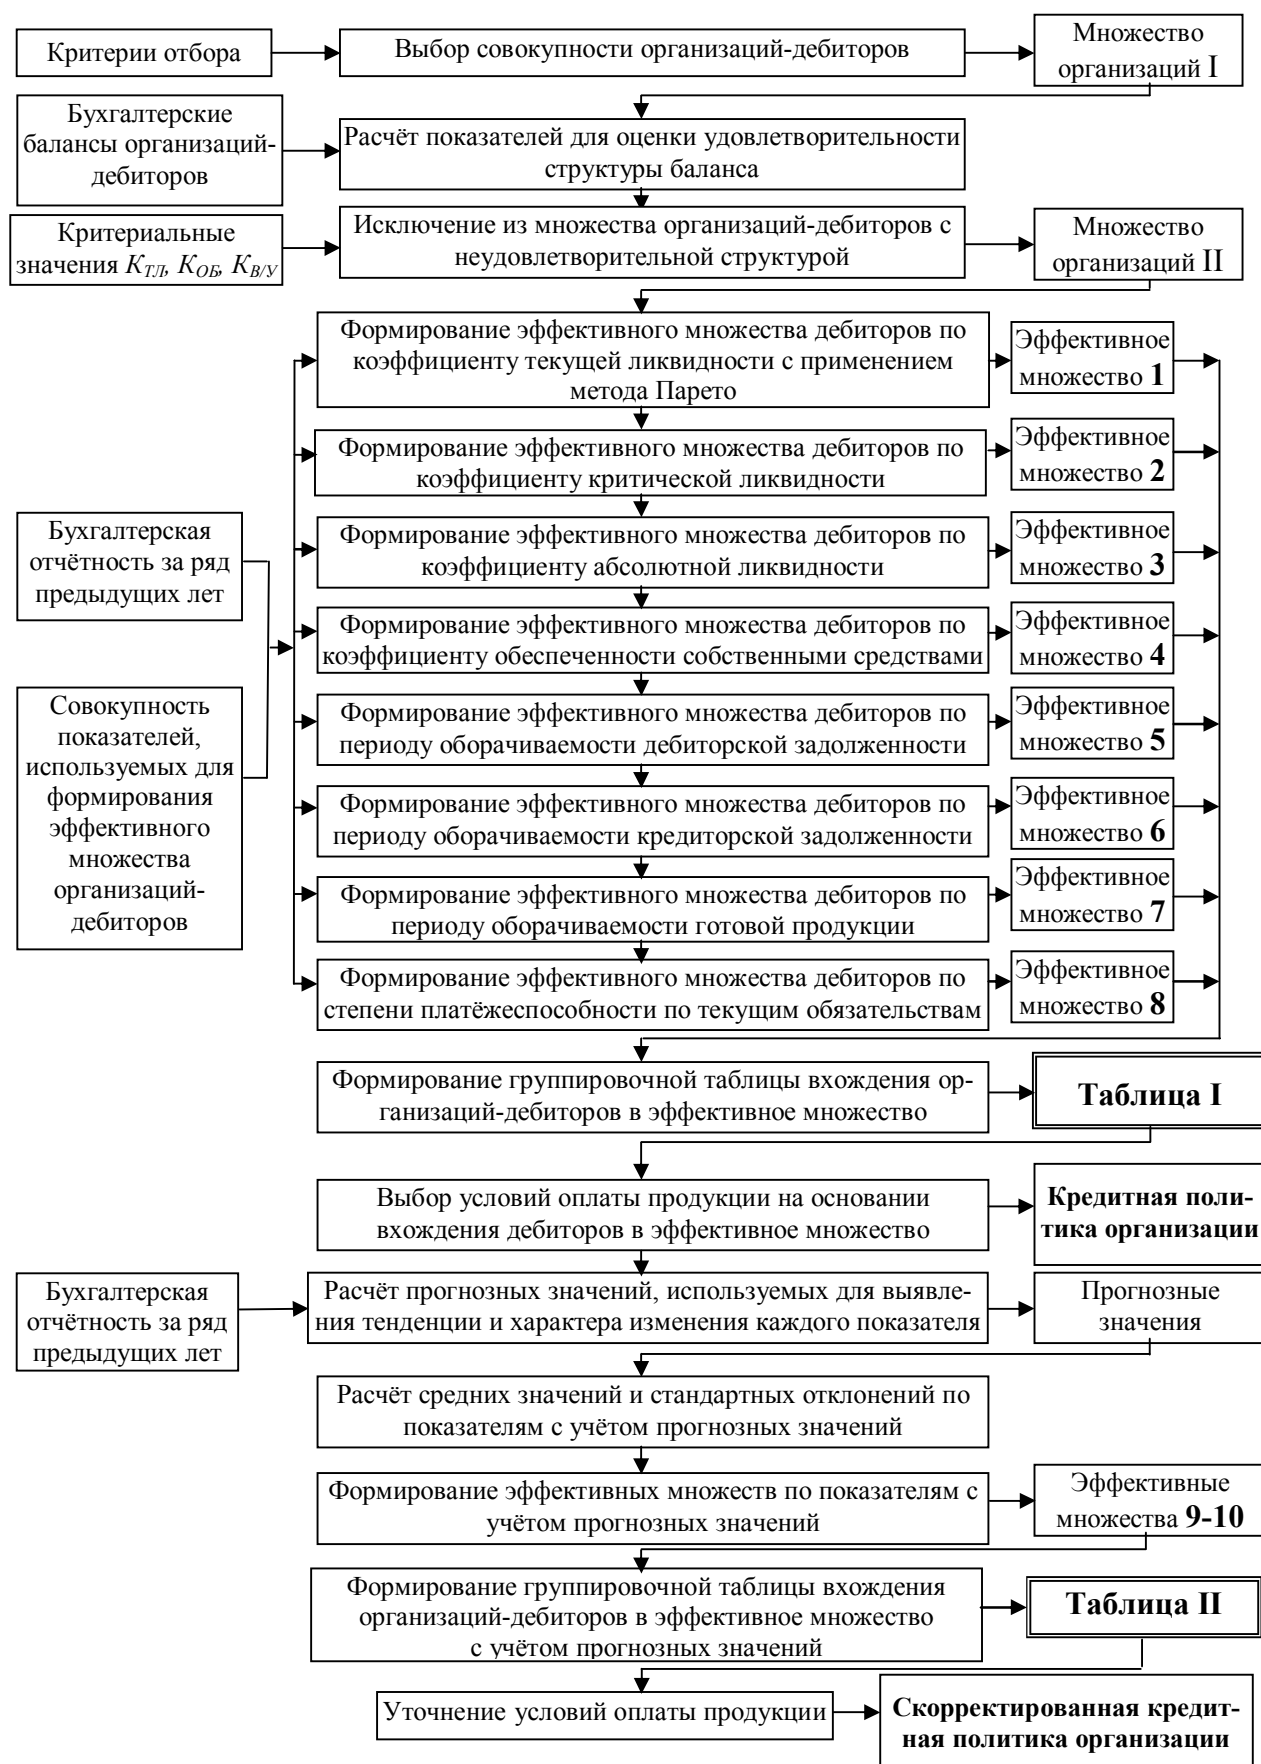 Критерии отбора
Выбор совокупности организаций-дебиторов
Множество
организаций I
Бухгалтерские
балансы организаций-
дебиторов
Расчёт показателей для оценки удовлетворительности
структуры баланса
Критериальные
значения К_ТЛ, К_ОБ, К_В/У
Исключение из множества организаций-дебиторов с
неудовлетворительной структурой
Множество
организаций II
Формирование эффективного множества дебиторов по
коэффициенту текущей ликвидности с применением
метода Парето
Эффективное
множество 1
Формирование эффективного множества дебиторов по
коэффициенту критической ликвидности
Эффективное
множество 2
Бухгалтерская
отчётность за ряд
предыдущих лет
Формирование эффективного множества дебиторов по
коэффициенту абсолютной ликвидности
Эффективное
множество 3
Формирование эффективного множества дебиторов по
коэффициенту обеспеченности собственными средствами
Эффективное
множество 4
Совокупность
показателей,
используемых для
формирования
эффективного
множества
организаций-
дебиторов
Формирование эффективного множества дебиторов по
периоду оборачиваемости дебиторской задолженности
Эффективное
множество 5
Формирование эффективного множества дебиторов по
периоду оборачиваемости кредиторской задолженности
Эффективное
множество 6
Формирование эффективного множества дебиторов по
периоду оборачиваемости готовой продукции
Эффективное
множество 7
Формирование эффективного множества дебиторов по
степени платёжеспособности по текущим обязательствам
Эффективное
множество 8
Формирование группировочной таблицы вхождения ор-
ганизаций-дебиторов в эффективное множество
Таблица I
Выбор условий оплаты продукции на основании
вхождения дебиторов в эффективное множество
Кредитная поли-
тика организации
Бухгалтерская
отчётность за ряд
предыдущих лет
Расчёт прогнозных значений, используемых для выявле-
ния тенденции и характера изменения каждого показателя
Прогнозные
значения
Расчёт средних значений и стандартных отклонений по
показателям с учётом прогнозных значений
Формирование эффективных множеств по показателям с
учётом прогнозных значений
Эффективные
множества 9-10
Формирование группировочной таблицы вхождения
организаций-дебиторов в эффективное множество
с учётом прогнозных значений
Таблица II
Уточнение условий оплаты продукции
Скорректированная кредит-
ная политика организации